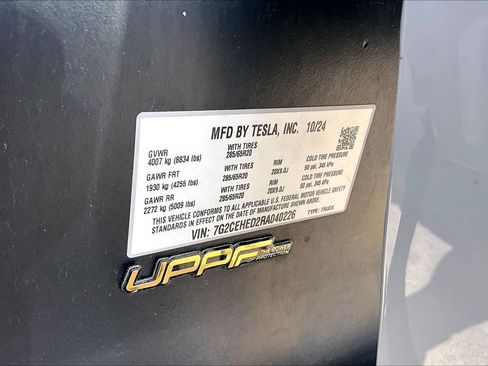 MFD BY TESLA, INC. 10/24
GVWR WITH TIRES
4007 kg (8834 lbs) 285/65R20
GAWR FRT WITH TIRES RIM COLD TIRE PRESSURE
1930 kg (4255 lbs) 285/65R20 20X9.0J 50 psi, 345 kPa
GAWR RR WITH TIRES RIM COLD TIRE PRESSURE
2272 kg (5009 lbs) 285/65R20 20X9.0J 50 psi, 345 kPa
THIS VEHICLE CONFORMS TO ALL APPLICABLE U.S. FEDERAL MOTOR VEHICLE SAFETY
STANDARDS IN EFFECT ON THE DATE OF MANUFACTURE SHOWN ABOVE.
VIN: 7G2CEHED2RA040226 TYPE: TRUCK
UPPF THE POWER
OF PROTECTION